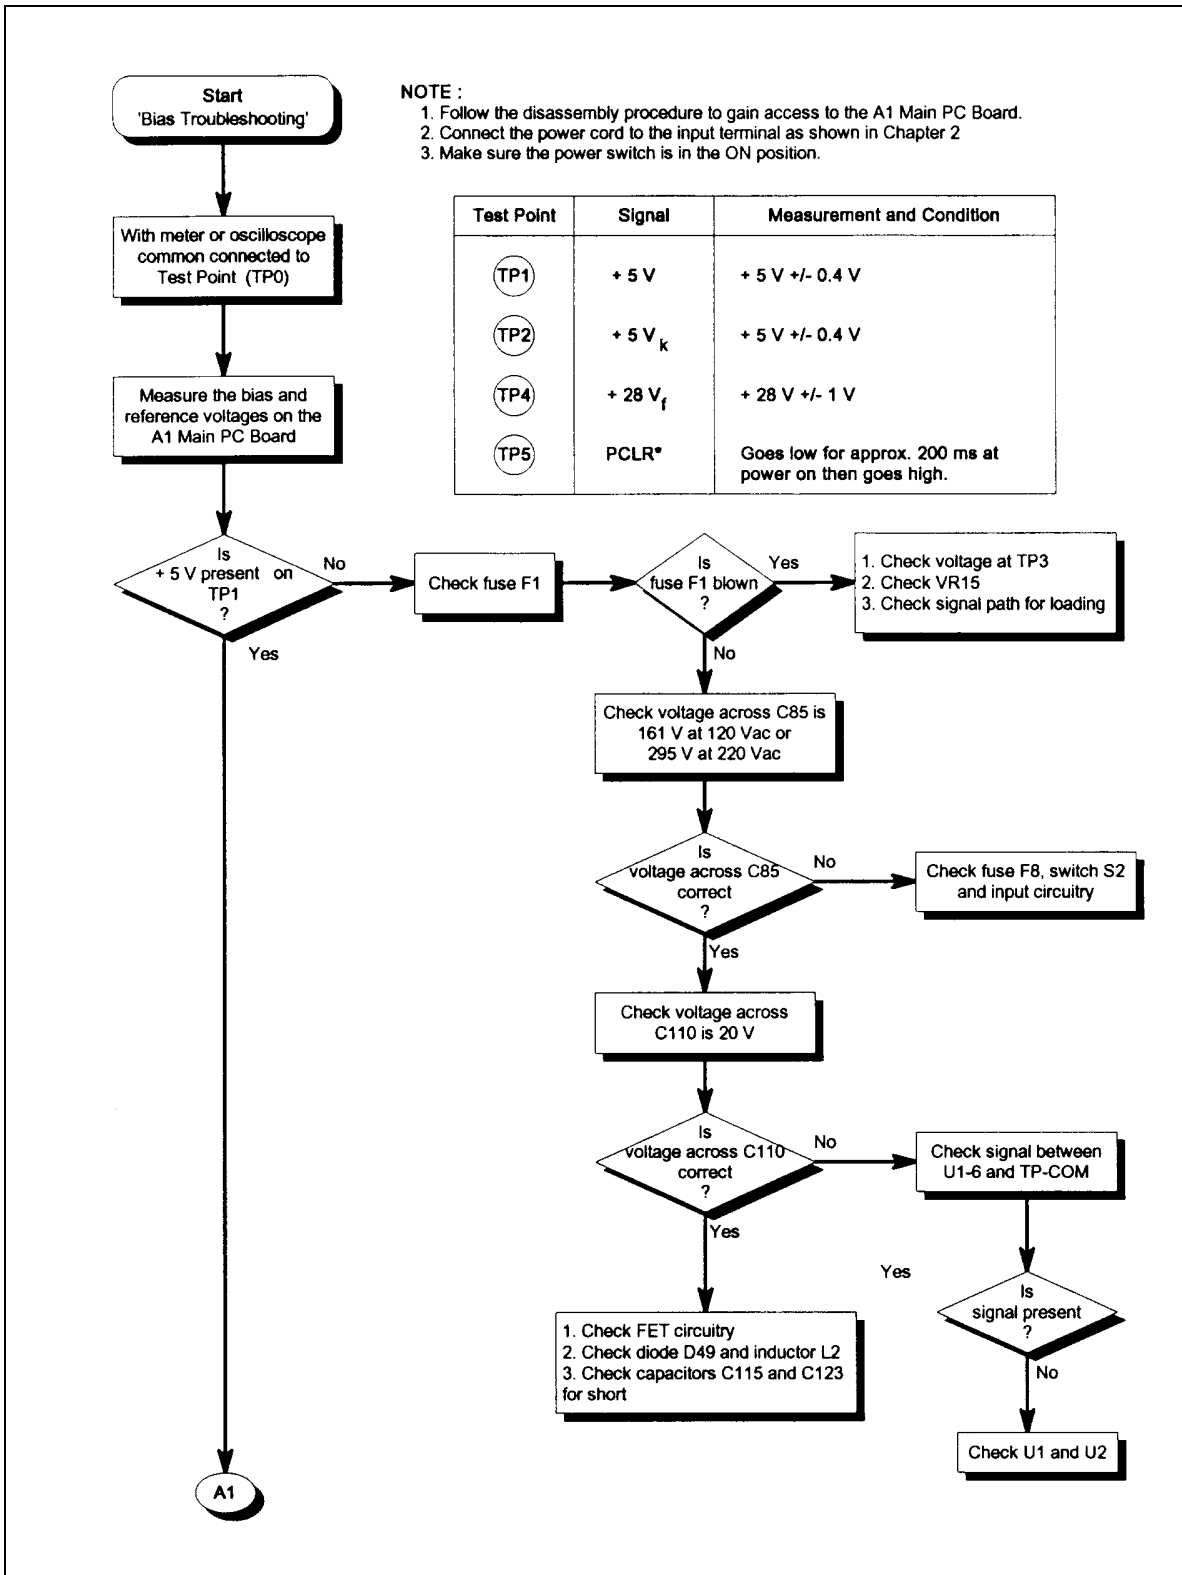 Start
'Bias Troubleshooting'
NOTE :
1. Follow the disassembly procedure to gain access to the A1 Main PC Board.
2. Connect the power cord to the input terminal as shown in Chapter 2
3. Make sure the power switch is in the ON position.
With meter or oscilloscope
common connected to
Test Point (TP0)
Measure the bias and
reference voltages on the
A1 Main PC Board
Test Point Signal Measurement and Condition
TP1 + 5 V + 5 V +/- 0.4 V
TP2 + 5 Vk + 5 V +/- 0.4 V
TP4 + 28 Vf + 28 V +/- 1 V
TP5 PCLR* Goes low for approx. 200 ms at
power on then goes high.
Is
+ 5 V present on
TP1
?
No
Yes
Check fuse F1
Is
fuse F1 blown
?
Yes
No
1. Check voltage at TP3
2. Check VR15
3. Check signal path for loading
Check voltage across C85 is
161 V at 120 Vac or
295 V at 220 Vac
Is
voltage across C85
correct
?
No
Yes
Check fuse F8, switch S2
and input circuitry
Check voltage across
C110 is 20 V
Is
voltage across C110
correct
?
No
Yes
Check signal between
U1-6 and TP-COM
Yes
Is
signal present
?
No
1. Check FET circuitry
2. Check diode D49 and inductor L2
3. Check capacitors C115 and C123
for short
Check U1 and U2
A1